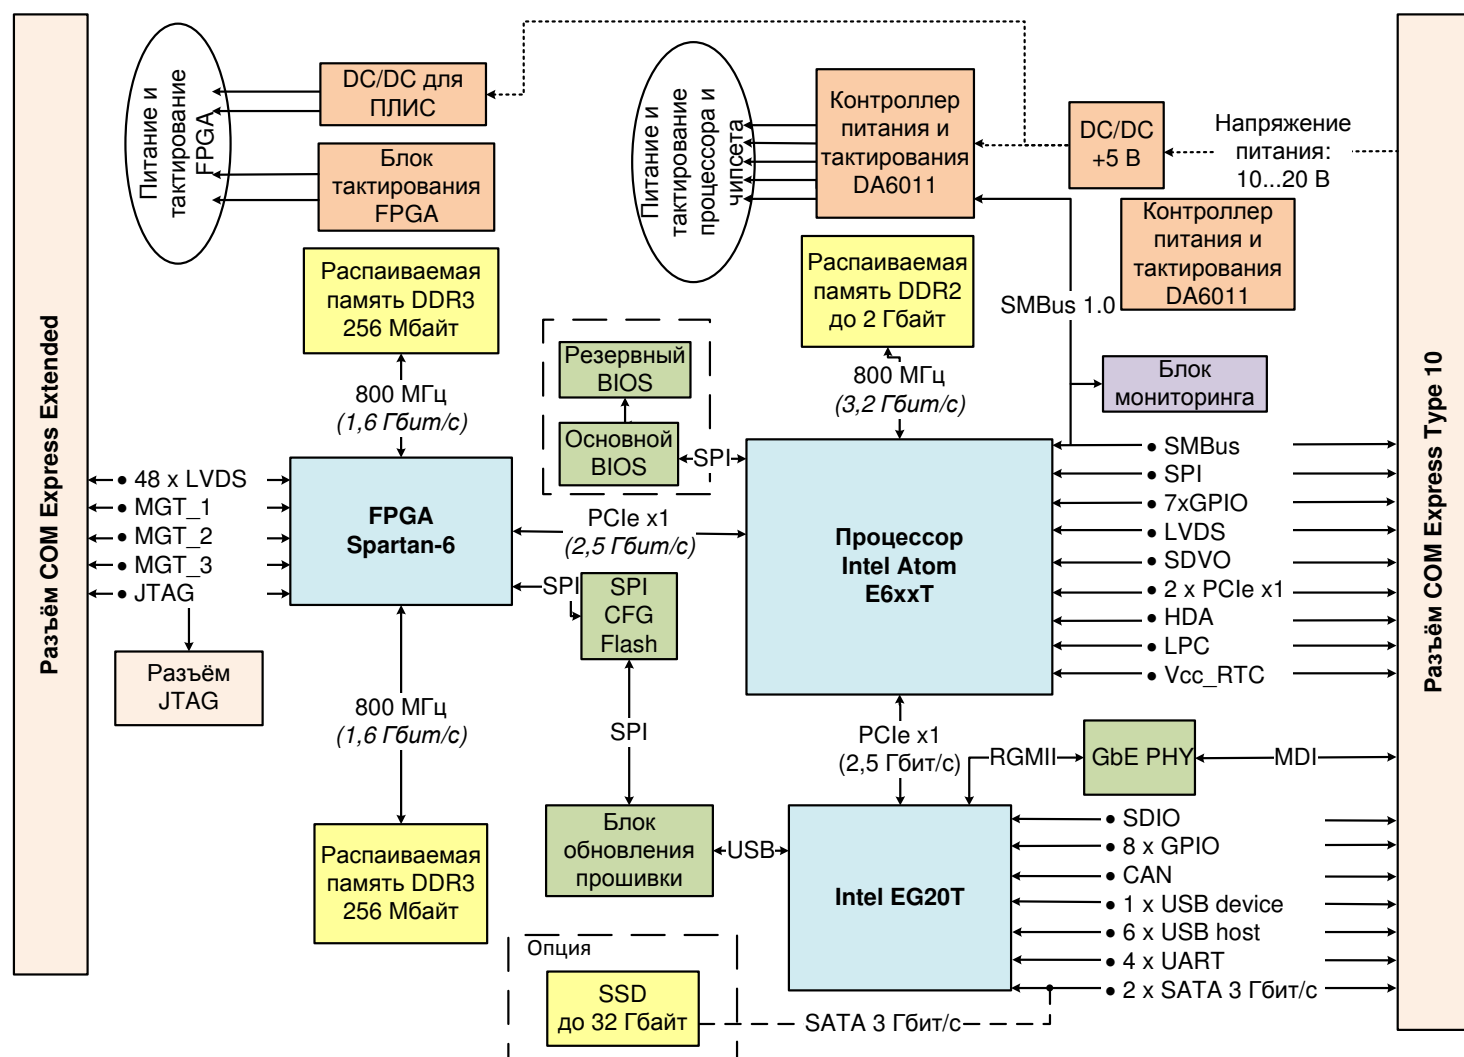 Разъём COM Express Extended
Питание и
тактирование
FPGA
DC/DC для
ПЛИС
Блок
тактирования
FPGA
Питание и
тактирование
процессора и
чипсета
Контроллер
питания и
тактирования
DA6011
DC/DC
+5 В
Напряжение
питания:
10...20 В
Контроллер
питания и
тактирования
DA6011
Распаиваемая
память DDR3
256 Мбайт
Распаиваемая
память DDR2
до 2 Гбайт
SMBus 1.0
Резервный
BIOS
Основной
BIOS
SPI
800 МГц
(1,6 Гбит/с)
800 МГц
(3,2 Гбит/с)
Блок
мониторинга
• 48 x LVDS
• MGT_1
• MGT_2
• MGT_3
• JTAG
FPGA
Spartan-6
PCIe x1
(2,5 Гбит/с)
Процессор
Intel Atom
E6xxT
• SMBus
• SPI
• 7xGPIO
• LVDS
• SDVO
• 2 x PCIe x1
• HDA
• LPC
• Vcc_RTC
Разъём COM Express Type 10
SPI
SPI
CFG
Flash
Разъём
JTAG
800 МГц
(1,6 Гбит/с)
SPI
PCIe x1
(2,5 Гбит/с)
RGMII
GbE PHY
MDI
Распаиваемая
память DDR3
256 Мбайт
Блок
обновления
прошивки
USB
Intel EG20T
• SDIO
• 8 x GPIO
• CAN
• 1 x USB device
• 6 x USB host
• 4 x UART
• 2 x SATA 3 Гбит/с
Опция
SSD
до 32 Гбайт
SATA 3 Гбит/с